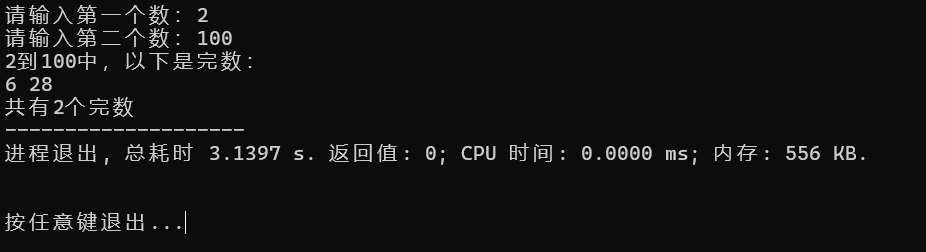 请输入第一个数: 2
请输入第二个数: 100
2到100中，以下是完数:
6 28
共有2个完数
--------------------
进程退出, 总耗时 3.1397 s. 返回值: 0; CPU 时间: 0.0000 ms; 内存: 556 KB.
按任意键退出...